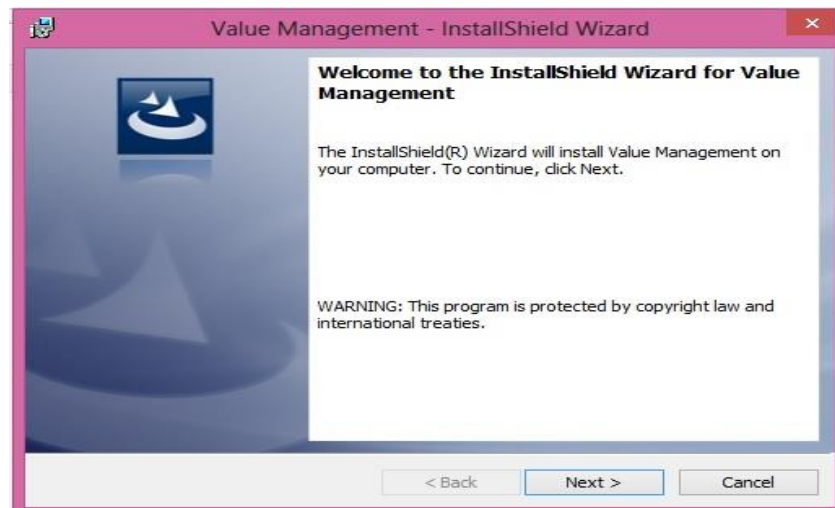 Value Management - InstallShield Wizard
Welcome to the InstallShield Wizard for Value
Management
The InstallShield(R) Wizard will install Value Management on
your computer. To continue, click Next.
WARNING: This program is protected by copyright law and
international treaties.
< Back Next > Cancel